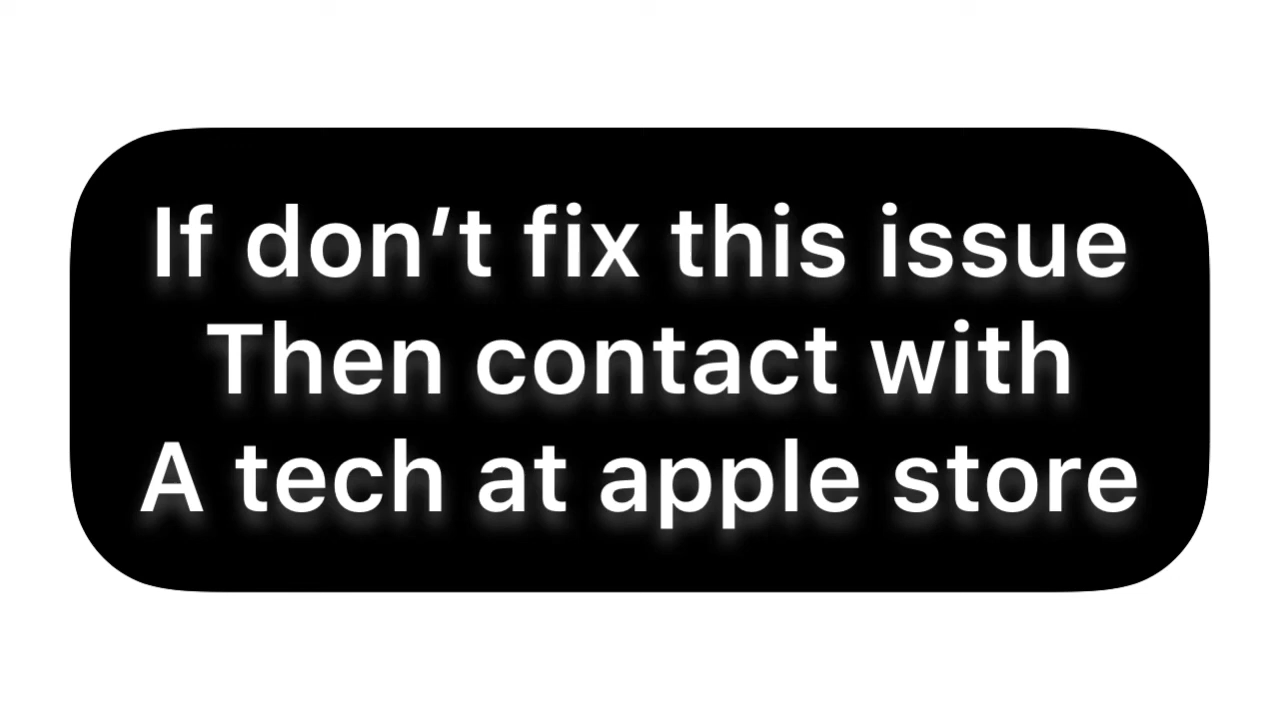 If don’t fix this issue
Then contact with
A tech at apple store